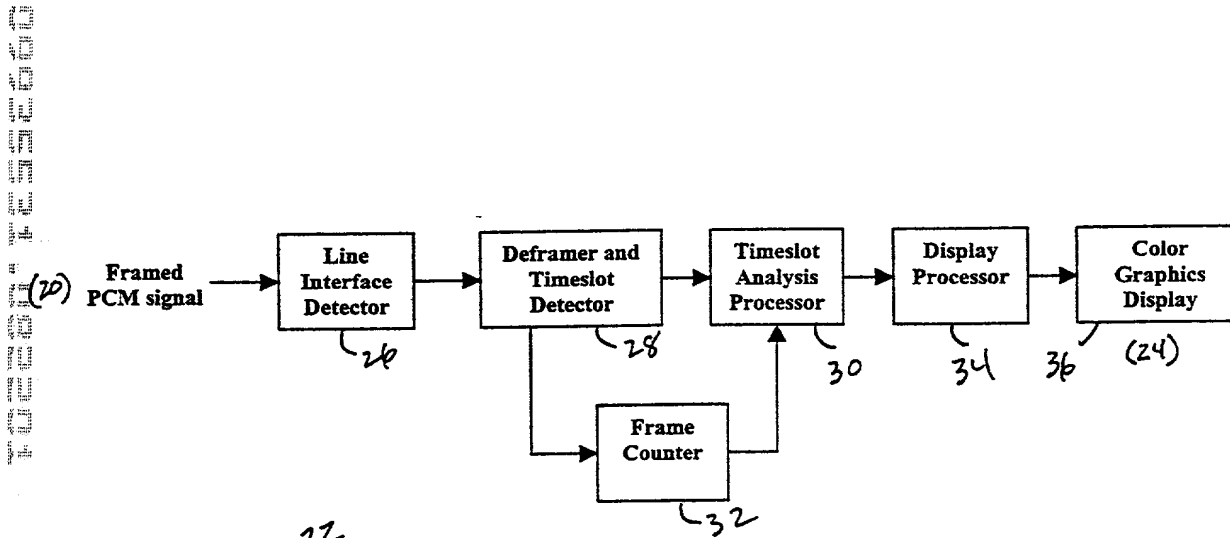 (20)
Framed
PCM signal
Line
Interface
Detector
26
Deframer and
Timeslot
Detector
28
Timeslot
Analysis
Processor
30
Display
Processor
34
Color
Graphics
Display
36
(24)
Frame
Counter
32